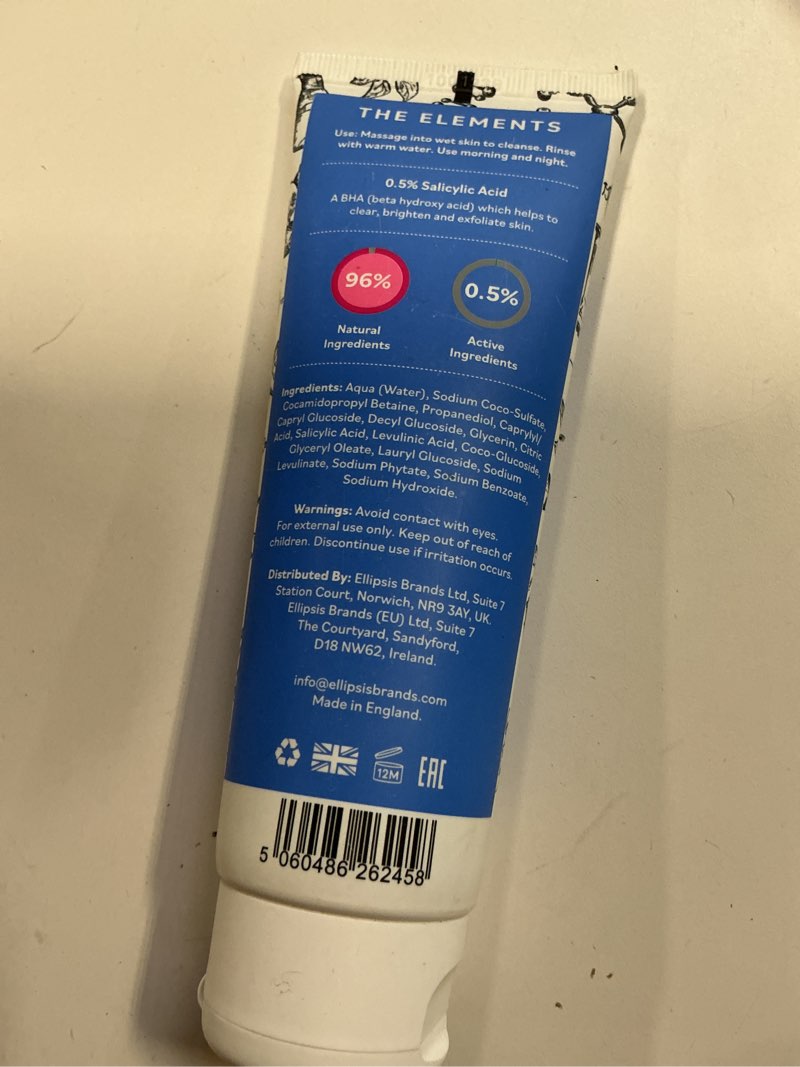 THE ELEMENTS
Use: Massage into wet skin to cleanse. Rinse
with warm water. Use morning and night.
0.5% Salicylic Acid
A BHA (beta hydroxy acid) which helps to
clear, brighten and exfoliate skin.
96%
0.5%
Natural
Ingredients
Active
Ingredients
Ingredients: Aqua (Water), Sodium Coco-Sulfate,
Cocamidopropyl Betaine, Propanediol, Caprylyl/
Capryl Glucoside, Decyl Glucoside, Glycerin, Citric
Acid, Salicylic Acid, Levulinic Acid, Coco-Glucoside,
Glyceryl Oleate, Lauryl Glucoside, Sodium
Levulinate, Sodium Phytate, Sodium Benzoate,
Sodium Hydroxide.
Warnings: Avoid contact with eyes.
For external use only. Keep out of reach of
children. Discontinue use if irritation occurs.
Distributed By: Ellipsis Brands Ltd, Suite 7
Station Court, Norwich, NR9 3AY, UK.
Ellipsis Brands (EU) Ltd, Suite 7
The Courtyard, Sandyford,
D18 NW62, Ireland.
info@ellipsisbrands.com
Made in England.
12M
EAC
5 060486 262458